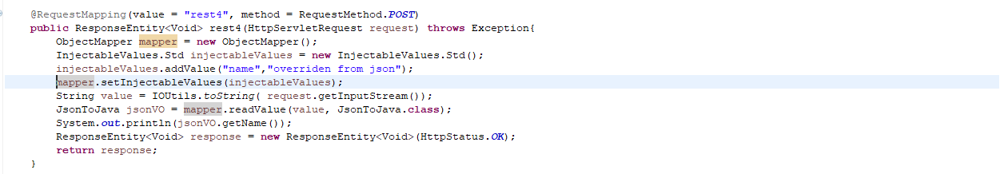 @RequestMapping(value = "rest4", method = RequestMethod.POST)
public ResponseEntity<Void> rest4(HttpServletRequest request) throws Exception{
ObjectMapper mapper = new ObjectMapper();
InjectableValues.Std injectableValues = new InjectableValues.Std();
injectableValues.addValue("name","overriden from json");
mapper.setInjectableValues(injectableValues);
String value = IOUtils.toString( request.getInputStream());
JsonToJava jsonVO = mapper.readValue(value, JsonToJava.class);
System.out.println(jsonVO.getName());
ResponseEntity<Void> response = new ResponseEntity<Void>(HttpStatus.OK);
return response;
}